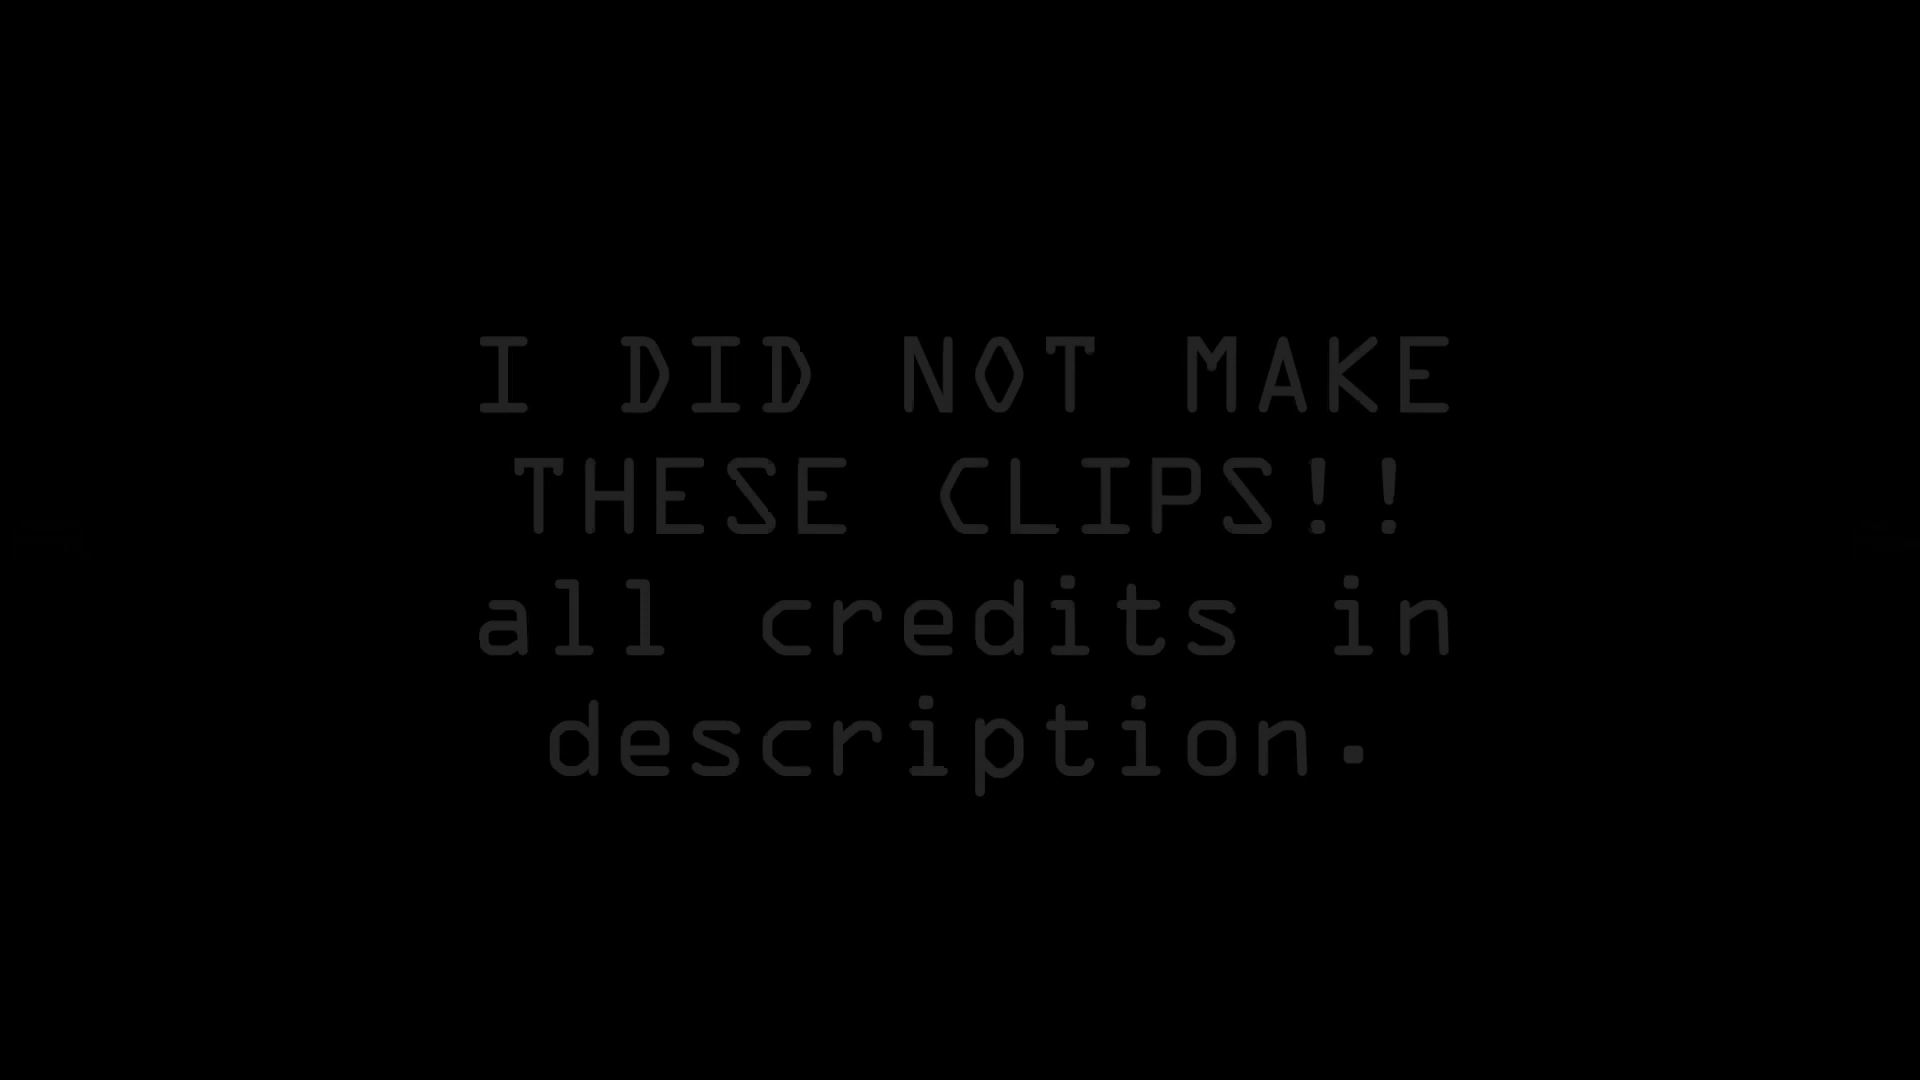 I DID NOT MAKE
THESE CLIPS!!
all credits in
description.